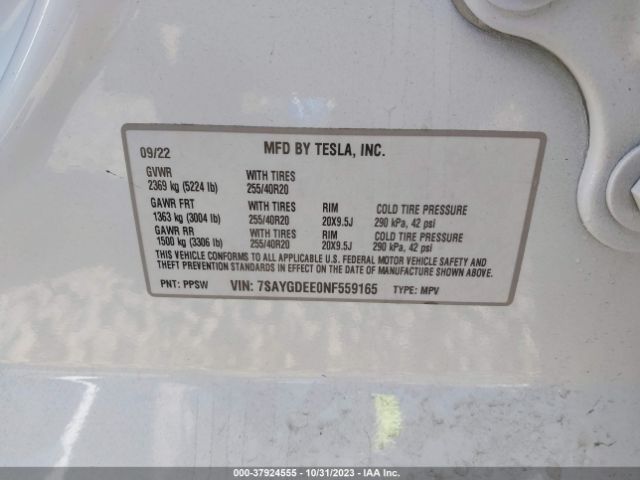 09/22 MFD BY TESLA, INC.
GVWR WITH TIRES
2369 kg (5224 lb) 255/40R20
GAWR FRT WITH TIRES RIM COLD TIRE PRESSURE
1363 kg (3004 lb) 255/40R20 20X9.5J 290 kPa, 42 psi
GAWR RR WITH TIRES RIM COLD TIRE PRESSURE
1500 kg (3306 lb) 255/40R20 20X9.5J 290 kPa, 42 psi
THIS VEHICLE CONFORMS TO ALL APPLICABLE U.S. FEDERAL MOTOR VEHICLE SAFETY AND
THEFT PREVENTION STANDARDS IN EFFECT ON THE DATE OF MANUFACTURE SHOWN ABOVE.
PNT: PPSW VIN: 7SAYGDEE0NF559165 TYPE: MPV
000-37924555 - 10/31/2023 - IAA Inc.